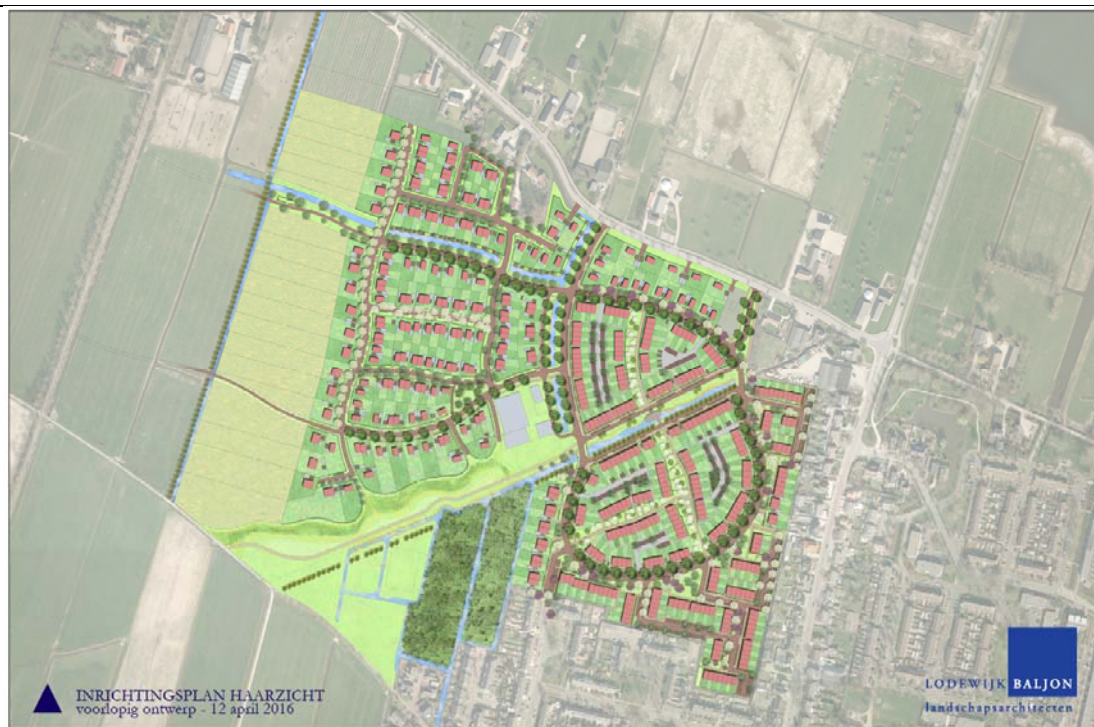 INRICHTINGSPLAN HAARZICHT
voorlopig ontwerp - 12 april 2016
LODEWIJK BALJON
landschapsarchitecten